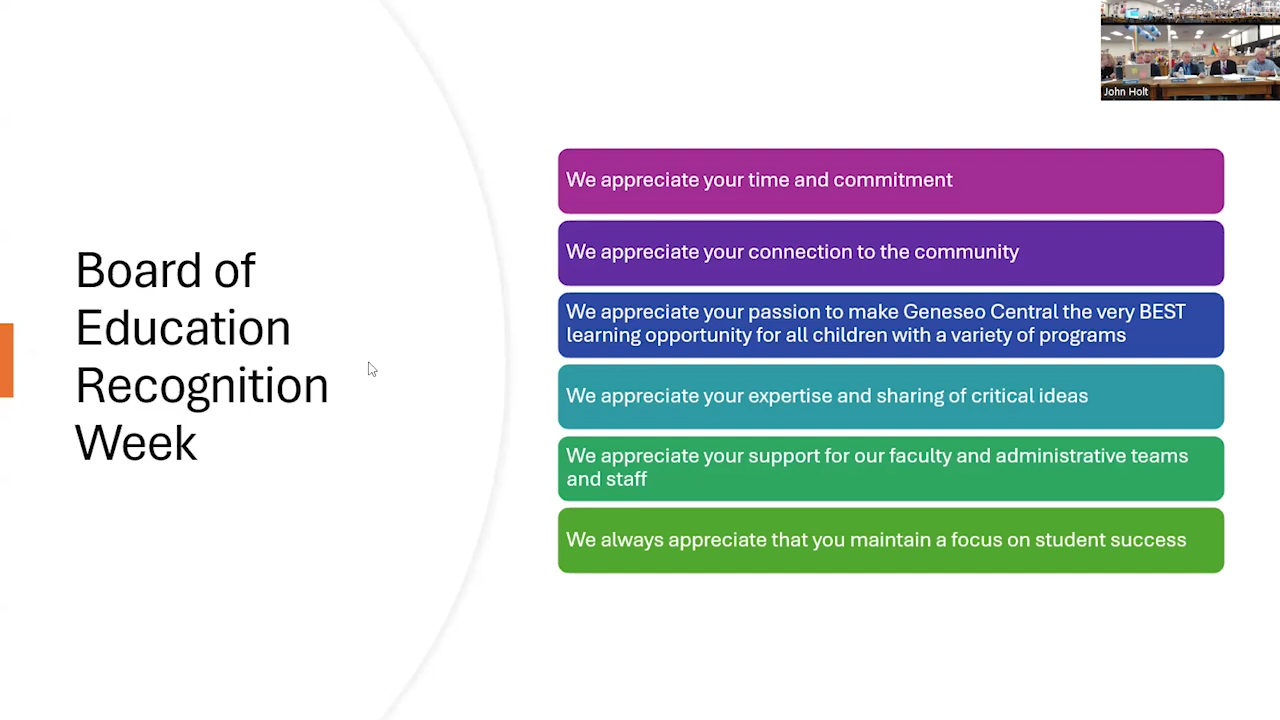 Board of
Education
Recognition
Week
John Holt
We appreciate your time and commitment
We appreciate your connection to the community
We appreciate your passion to make Geneseo Central the very BEST
learning opportunity for all children with a variety of programs
We appreciate your expertise and sharing of critical ideas
We appreciate your support for our faculty and administrative teams
and staff
We always appreciate that you maintain a focus on student success